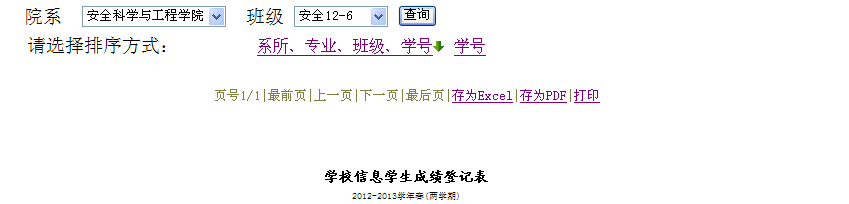 院系 安全科学与工程学院 班级 安全12-6 查询
请选择排序方式： 系所、专业、班级、学号 学号
页号1/1|最前页|上一页|下一页|最后页|存为Excel|存为PDF|打印
学校信息学生成绩登记表
2012-2013学年春(两学期)